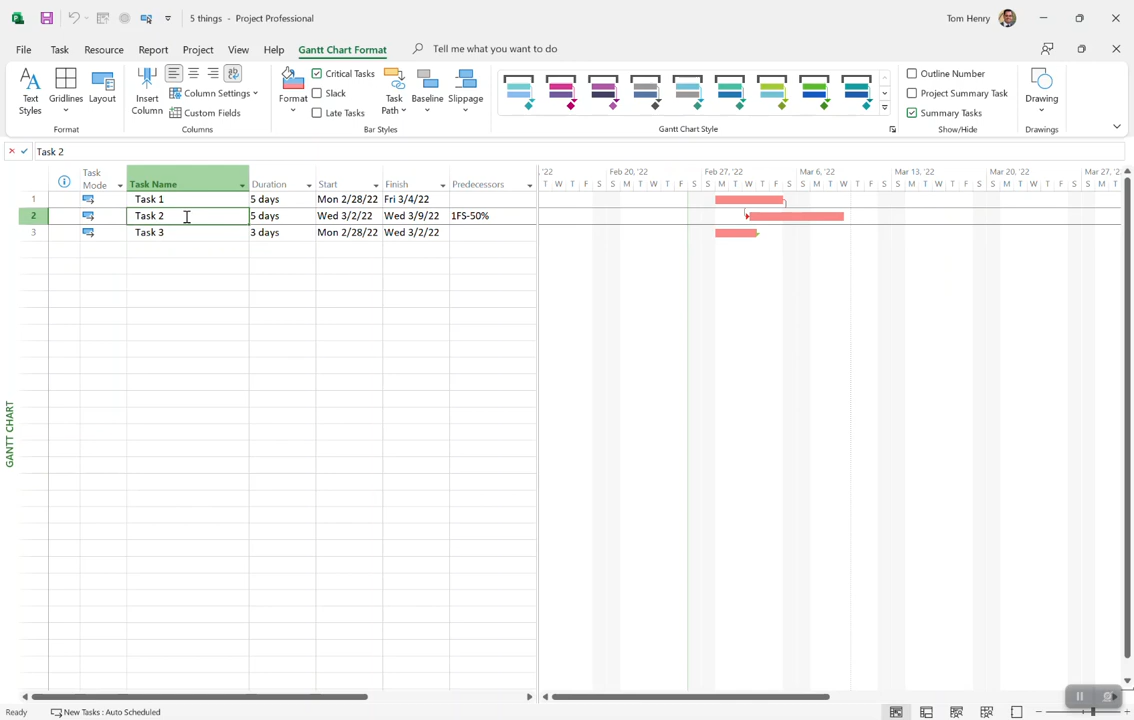 5 things - Project Professional
Tom Henry
File Task Resource Report Project View Help Gantt Chart Format Tell me what you want to do
Text Styles
Gridlines
Layout
Format
Insert Column
Column Settings
Custom Fields
Columns
Format
Critical Tasks
Slack
Late Tasks
Task Path
Baseline
Slippage
Bar Styles
Gantt Chart Style
Outline Number
Project Summary Task
Summary Tasks
Show/Hide
Drawing
Drawings
Task 2
Task Mode Task Name Duration Start Finish Predecessors
1 Task 1 5 days Mon 2/28/22 Fri 3/4/22
2 Task 2 5 days Wed 3/2/22 Wed 3/9/22 1FS-50%
3 Task 3 3 days Mon 2/28/22 Wed 3/2/22
'22 Feb 20, '22 Feb 27, '22 Mar 6, '22 Mar 13, '22 Mar 20, '22 Mar 27, '2
T W T F S S M T W T F S S M T W T F S S M T W T F S S M T W T F S S M T W T F S S M T
GANTT CHART
Ready New Tasks : Auto Scheduled